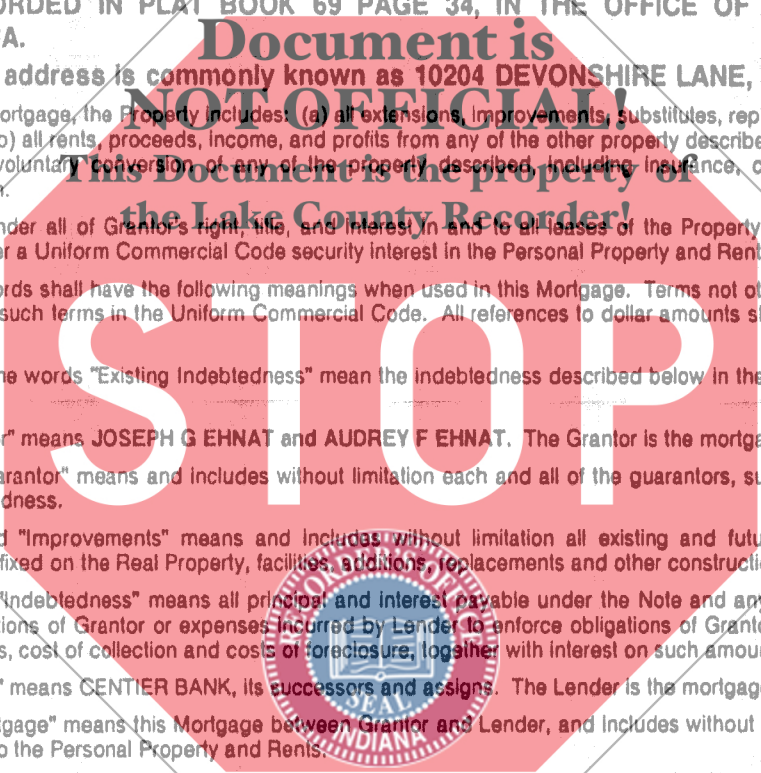 ORDED IN PLAT BOOK 69 PAGE 34, IN THE OFFICE OF
A.
Document is
address is commonly known as 10204 DEVONSHIRE LANE,
NOT OFFICIAL!
ortgage, the Property includes: (a) all extensions, improvements, substitutes, rep
) all rents, proceeds, income, and profits from any of the other property describe
This Document is the property of
voluntary conversion of any of the property described, including insurance, c
the Lake County Recorder!
nder all of Grantor's right, title, and interest in and to all leases of the Property
r a Uniform Commercial Code security interest in the Personal Property and Rent
ords shall have the following meanings when used in this Mortgage. Terms not ot
such terms in the Uniform Commercial Code. All references to dollar amounts s
STOP
he words "Existing Indebtedness" mean the indebtedness described below in the
r" means JOSEPH G EHNAT and AUDREY F EHNAT. The Grantor is the mortga
arantor" means and includes without limitation each and all of the guarantors, su
dness.
d "Improvements" means and includes without limitation all existing and futu
fixed on the Real Property, facilities, additions, replacements and other constructi
"Indebtedness" means all principal and interest payable under the Note and any
tions of Grantor or expenses incurred by Lender to enforce obligations of Granto
s, cost of collection and costs of foreclosure, together with interest on such amou
" means CENTIER BANK, its successors and assigns. The Lender is the mortgag
tgage" means this Mortgage between Grantor and Lender, and includes without
o the Personal Property and Rents.
RECORDER'S OFFICE
SEAL
INDIANA